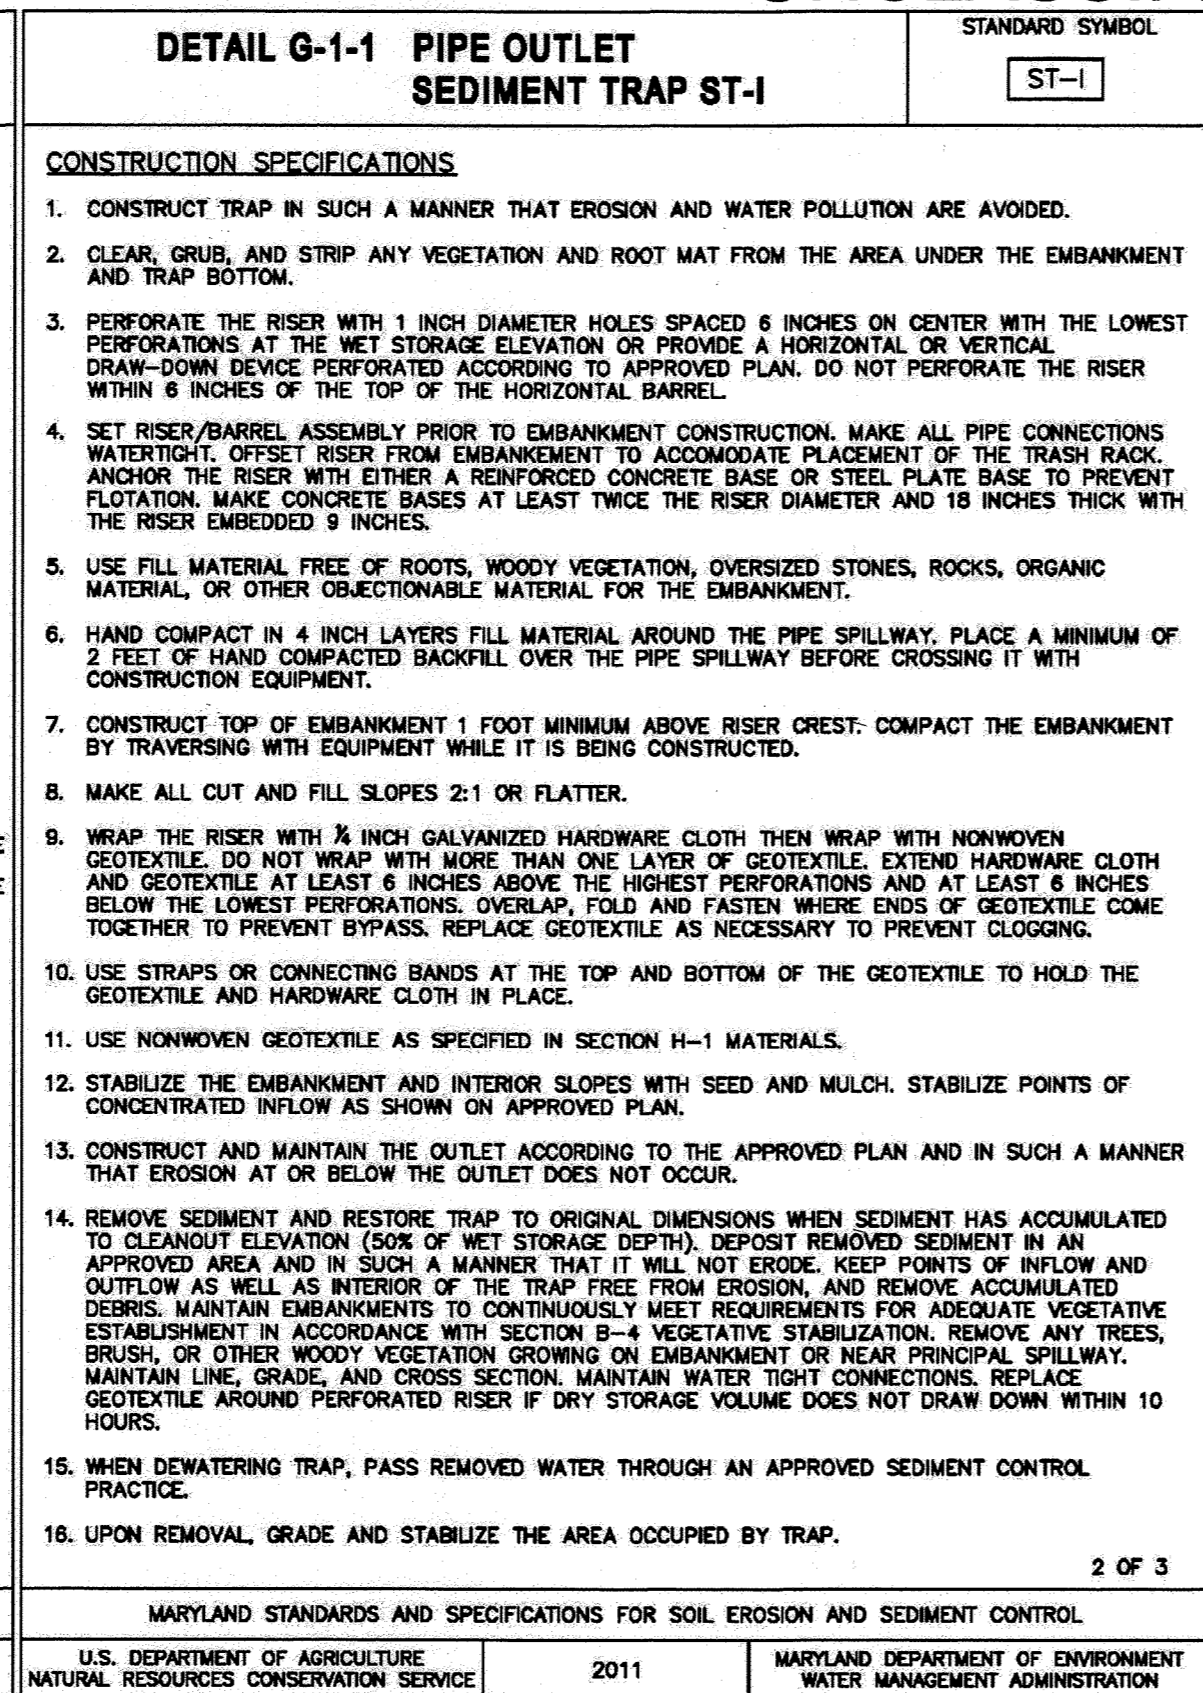 DETAIL G-1-1 PIPE OUTLET
SEDIMENT TRAP ST-I
STANDARD SYMBOL
ST-I
CONSTRUCTION SPECIFICATIONS
1. CONSTRUCT TRAP IN SUCH A MANNER THAT EROSION AND WATER POLLUTION ARE AVOIDED.
2. CLEAR, GRUB, AND STRIP ANY VEGETATION AND ROOT MAT FROM THE AREA UNDER THE EMBANKMENT
AND TRAP BOTTOM.
3. PERFORATE THE RISER WITH 1 INCH DIAMETER HOLES SPACED 6 INCHES ON CENTER WITH THE LOWEST
PERFORATIONS AT THE WET STORAGE ELEVATION OR PROVIDE A HORIZONTAL OR VERTICAL
DRAW-DOWN DEVICE PERFORATED ACCORDING TO APPROVED PLAN. DO NOT PERFORATE THE RISER
WITHIN 6 INCHES OF THE TOP OF THE HORIZONTAL BARREL.
4. SET RISER/BARREL ASSEMBLY PRIOR TO EMBANKMENT CONSTRUCTION. MAKE ALL PIPE CONNECTIONS
WATERTIGHT. OFFSET RISER FROM EMBANKEMENT TO ACCOMODATE PLACEMENT OF THE TRASH RACK.
ANCHOR THE RISER WITH EITHER A REINFORCED CONCRETE BASE OR STEEL PLATE BASE TO PREVENT
FLOTATION. MAKE CONCRETE BASES AT LEAST TWICE THE RISER DIAMETER AND 18 INCHES THICK WITH
THE RISER EMBEDDED 9 INCHES.
5. USE FILL MATERIAL FREE OF ROOTS, WOODY VEGETATION, OVERSIZED STONES, ROCKS, ORGANIC
MATERIAL, OR OTHER OBJECTIONABLE MATERIAL FOR THE EMBANKMENT.
6. HAND COMPACT IN 4 INCH LAYERS FILL MATERIAL AROUND THE PIPE SPILLWAY. PLACE A MINIMUM OF
2 FEET OF HAND COMPACTED BACKFILL OVER THE PIPE SPILLWAY BEFORE CROSSING IT WITH
CONSTRUCTION EQUIPMENT.
7. CONSTRUCT TOP OF EMBANKMENT 1 FOOT MINIMUM ABOVE RISER CREST. COMPACT THE EMBANKMENT
BY TRAVERSING WITH EQUIPMENT WHILE IT IS BEING CONSTRUCTED.
8. MAKE ALL CUT AND FILL SLOPES 2:1 OR FLATTER.
9. WRAP THE RISER WITH ¼ INCH GALVANIZED HARDWARE CLOTH THEN WRAP WITH NONWOVEN
GEOTEXTILE. DO NOT WRAP WITH MORE THAN ONE LAYER OF GEOTEXTILE. EXTEND HARDWARE CLOTH
AND GEOTEXTILE AT LEAST 6 INCHES ABOVE THE HIGHEST PERFORATIONS AND AT LEAST 6 INCHES
BELOW THE LOWEST PERFORATIONS. OVERLAP, FOLD AND FASTEN WHERE ENDS OF GEOTEXTILE COME
TOGETHER TO PREVENT BYPASS. REPLACE GEOTEXTILE AS NECESSARY TO PREVENT CLOGGING.
10. USE STRAPS OR CONNECTING BANDS AT THE TOP AND BOTTOM OF THE GEOTEXTILE TO HOLD THE
GEOTEXTILE AND HARDWARE CLOTH IN PLACE.
11. USE NONWOVEN GEOTEXTILE AS SPECIFIED IN SECTION H-1 MATERIALS.
12. STABILIZE THE EMBANKMENT AND INTERIOR SLOPES WITH SEED AND MULCH. STABILIZE POINTS OF
CONCENTRATED INFLOW AS SHOWN ON APPROVED PLAN.
13. CONSTRUCT AND MAINTAIN THE OUTLET ACCORDING TO THE APPROVED PLAN AND IN SUCH A MANNER
THAT EROSION AT OR BELOW THE OUTLET DOES NOT OCCUR.
14. REMOVE SEDIMENT AND RESTORE TRAP TO ORIGINAL DIMENSIONS WHEN SEDIMENT HAS ACCUMULATED
TO CLEANOUT ELEVATION (50% OF WET STORAGE DEPTH). DEPOSIT REMOVED SEDIMENT IN AN
APPROVED AREA AND IN SUCH A MANNER THAT IT WILL NOT ERODE. KEEP POINTS OF INFLOW AND
OUTFLOW AS WELL AS INTERIOR OF THE TRAP FREE FROM EROSION, AND REMOVE ACCUMULATED
DEBRIS. MAINTAIN EMBANKMENTS TO CONTINUOUSLY MEET REQUIREMENTS FOR ADEQUATE VEGETATIVE
ESTABLISHMENT IN ACCORDANCE WITH SECTION B-4 VEGETATIVE STABILIZATION. REMOVE ANY TREES,
BRUSH, OR OTHER WOODY VEGETATION GROWING ON EMBANKMENT OR NEAR PRINCIPAL SPILLWAY.
MAINTAIN LINE, GRADE, AND CROSS SECTION. MAINTAIN WATER TIGHT CONNECTIONS. REPLACE
GEOTEXTILE AROUND PERFORATED RISER IF DRY STORAGE VOLUME DOES NOT DRAW DOWN WITHIN 10
HOURS.
15. WHEN DEWATERING TRAP, PASS REMOVED WATER THROUGH AN APPROVED SEDIMENT CONTROL
PRACTICE.
16. UPON REMOVAL, GRADE AND STABILIZE THE AREA OCCUPIED BY TRAP.
2 OF 3
MARYLAND STANDARDS AND SPECIFICATIONS FOR SOIL EROSION AND SEDIMENT CONTROL
U.S. DEPARTMENT OF AGRICULTURE
NATURAL RESOURCES CONSERVATION SERVICE
2011
MARYLAND DEPARTMENT OF ENVIRONMENT
WATER MANAGEMENT ADMINISTRATION